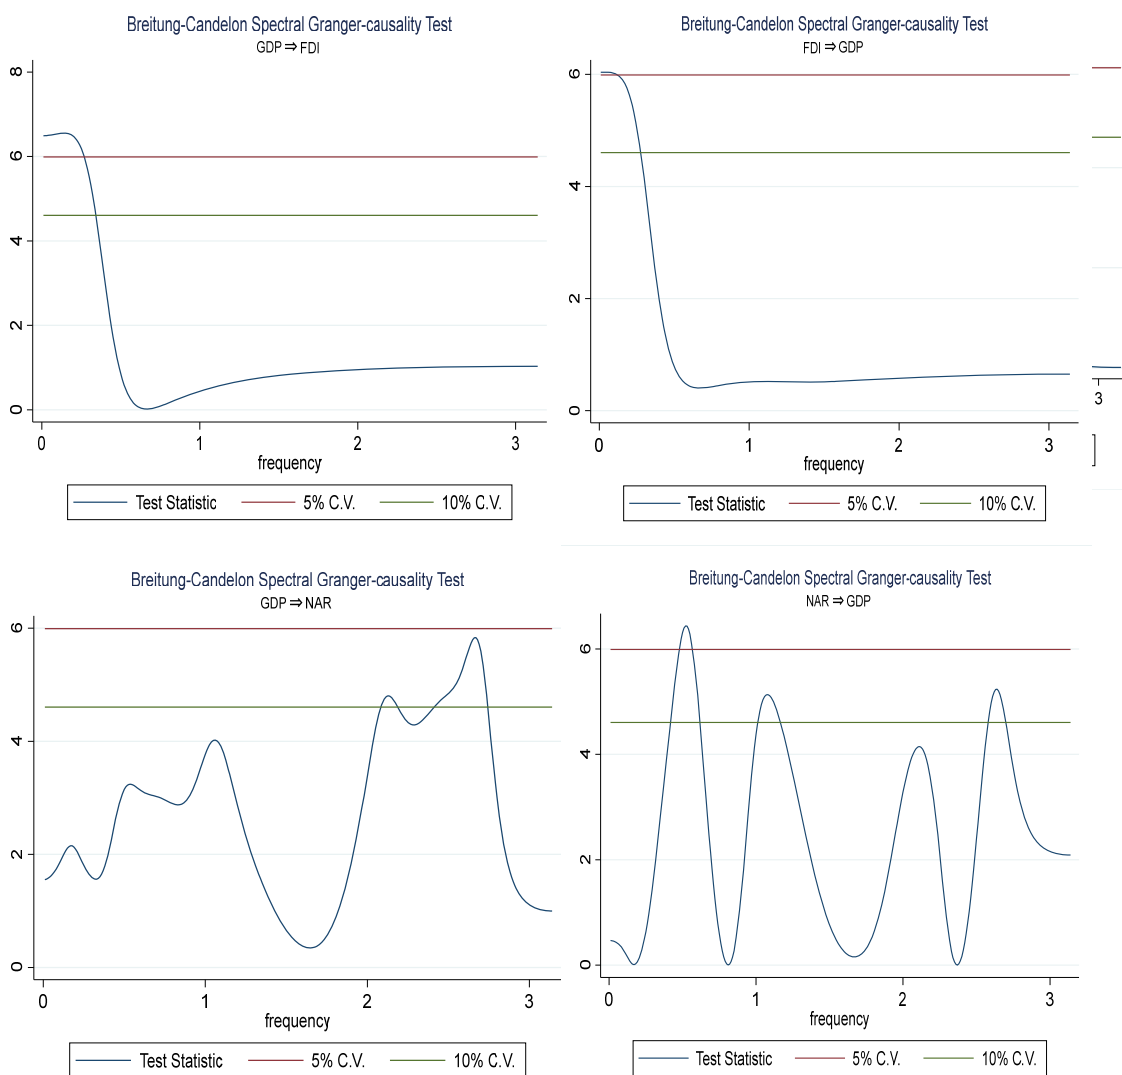 Breitung-Candelon Spectral Granger-causality Test
GDP ⇒ FDI
8
6
4
2
0
0 1 2 3
frequency
Test Statistic 5% C.V. 10% C.V.
Breitung-Candelon Spectral Granger-causality Test
FDI ⇒ GDP
6
4
2
0
0 1 2 3
frequency
Test Statistic 5% C.V. 10% C.V.
3
Breitung-Candelon Spectral Granger-causality Test
GDP ⇒ NAR
6
4
2
0
0 1 2 3
frequency
Test Statistic 5% C.V. 10% C.V.
Breitung-Candelon Spectral Granger-causality Test
NAR ⇒ GDP
6
4
2
0
0 1 2 3
frequency
Test Statistic 5% C.V. 10% C.V.